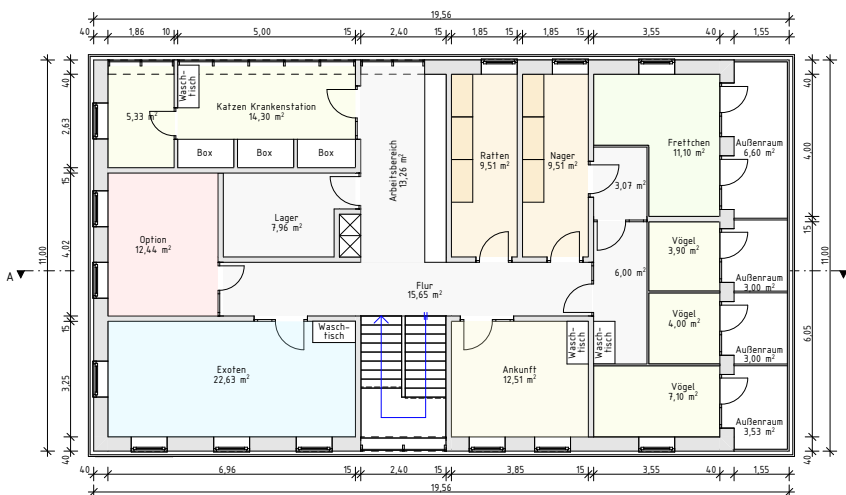 19,56
40 1,86 10 5,00 15 2,40 15 1,85 15 1,85 15 3,55 40 1,55
40
2,63
15
4,02
15
3,25
40
11,00
A
5,33 m²
Wasch-
tisch
Katzen Krankenstation
14,30 m²
Box Box Box
Arbeitsbereich
13,26 m²
Ratten
9,51 m²
Nager
9,51 m²
Frettchen
11,10 m²
Außenraum
6,60 m²
3,07 m²
Option
12,44 m²
Lager
7,96 m²
Flur
15,65 m²
6,00 m²
Vögel
3,90 m²
Außenraum
3,00 m²
Vögel
4,00 m²
Außenraum
3,00 m²
Exoten
22,63 m²
Wasch-
tisch
Ankunft
12,51 m²
Wasch-
tisch
Wasch-
tisch
Vögel
7,10 m²
Außenraum
3,53 m²
40
4,00
15
6,05
40
11,00
40 6,96 15 2,40 15 3,85 15 3,55 40 1,55
19,56